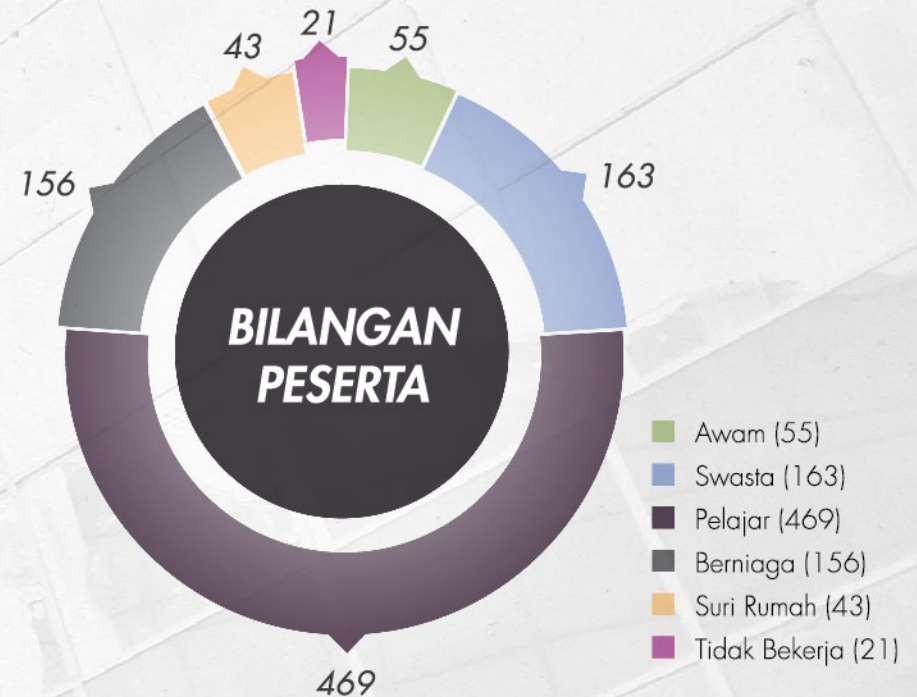 21
43
55
156
163
BILANGAN
PESERTA
469
Awam (55)
Swasta (163)
Pelajar (469)
Berniaga (156)
Suri Rumah (43)
Tidak Bekerja (21)